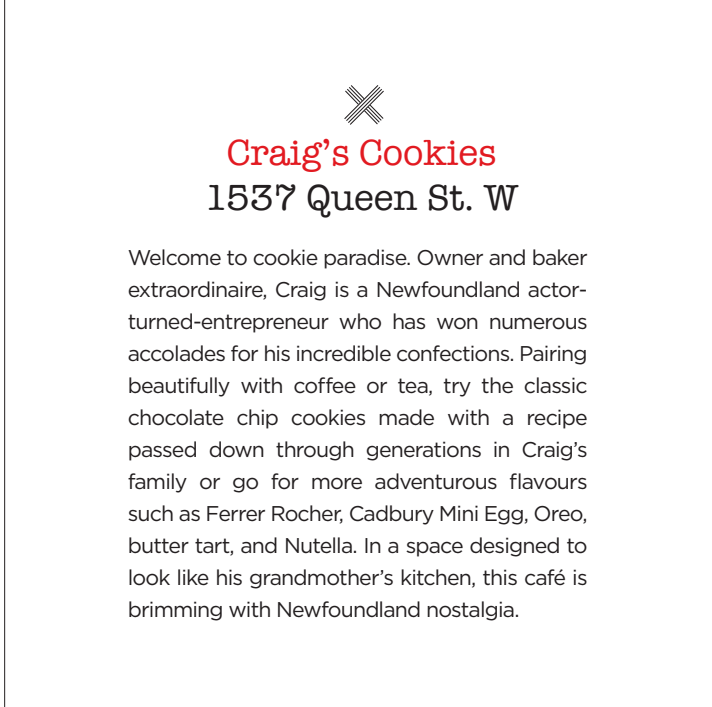 Craig's Cookies
1537 Queen St. W
Welcome to cookie paradise. Owner and baker
extraordinaire, Craig is a Newfoundland actor-
turned-entrepreneur who has won numerous
accolades for his incredible confections. Pairing
beautifully with coffee or tea, try the classic
chocolate chip cookies made with a recipe
passed down through generations in Craig's
family or go for more adventurous flavours
such as Ferrer Rocher, Cadbury Mini Egg, Oreo,
butter tart, and Nutella. In a space designed to
look like his grandmother's kitchen, this café is
brimming with Newfoundland nostalgia.